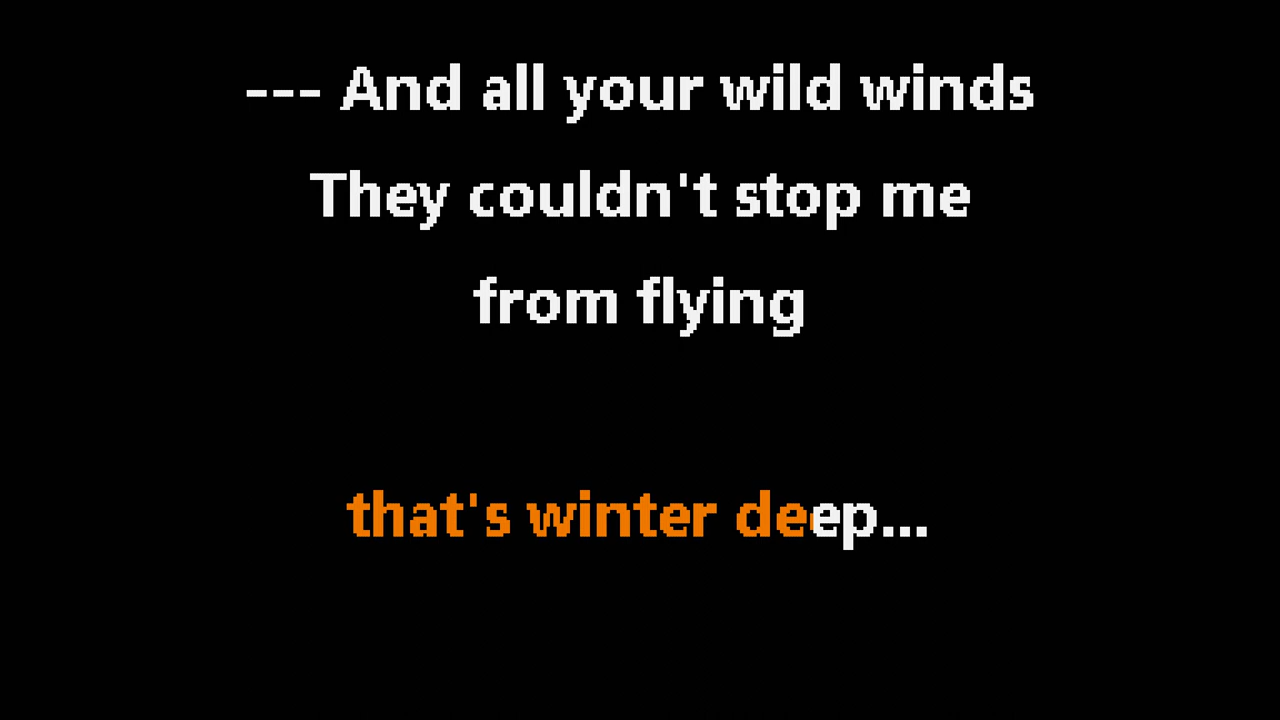 --- And all your wild winds
They couldn't stop me
from flying
that's winter deep...